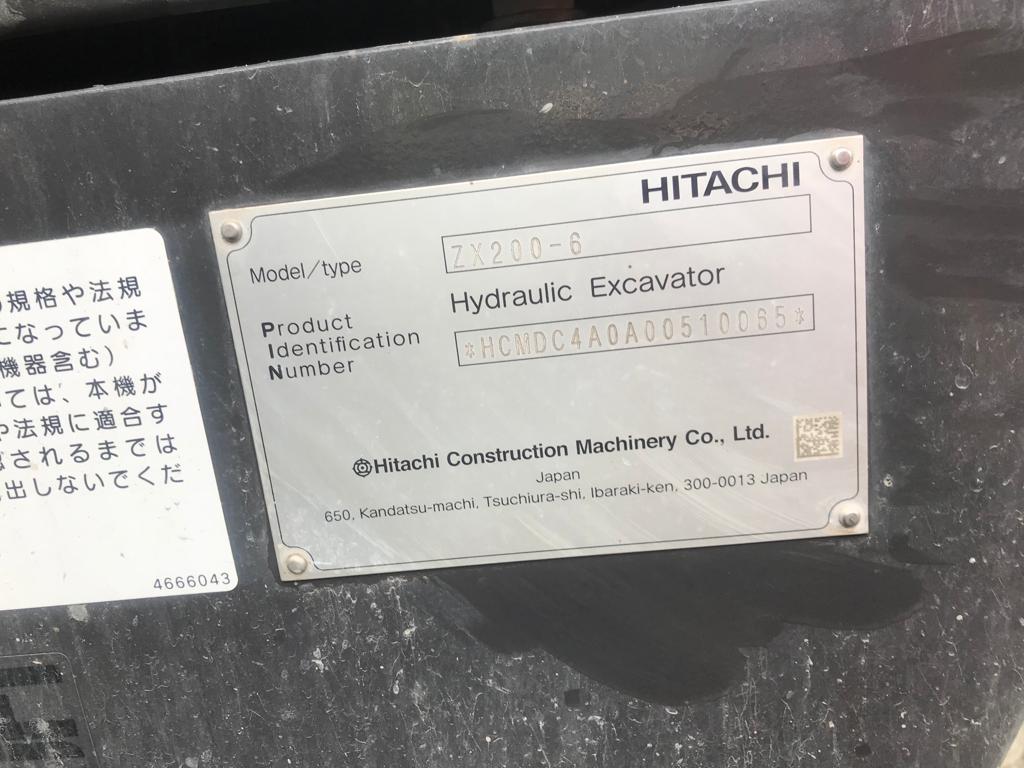 HITACHI
Model/type ZX200-6
Hydraulic Excavator
Product
Identification
Number
*HCMDC4A0A00510065*
Hitachi Construction Machinery Co., Ltd.
Japan
650, Kandatsu-machi, Tsuchiura-shi, Ibaraki-ken, 300-0013 Japan
の規格や法規
になっていま
機器含む)
ては、本機が
や法規に適合す
されるまでは
出しないでくだ
4666043